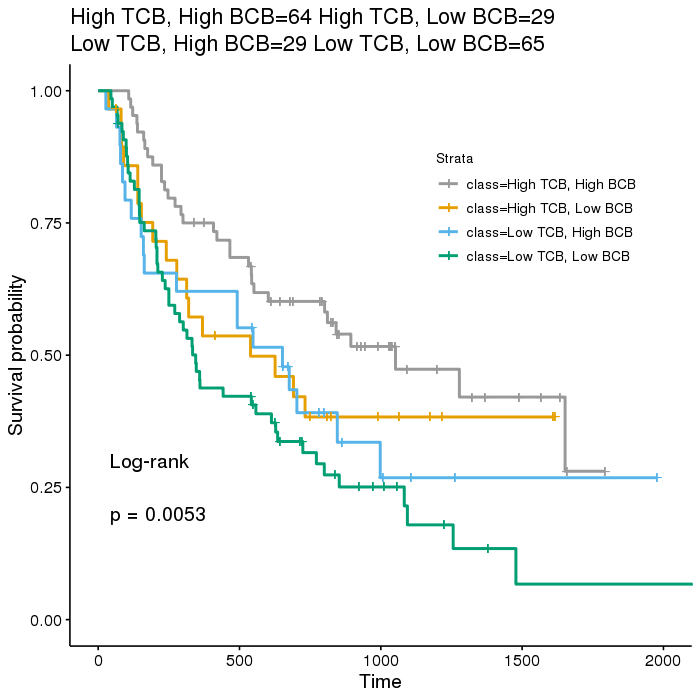 High TCB, High BCB=64 High TCB, Low BCB=29
Low TCB, High BCB=29 Low TCB, Low BCB=65
1.00
0.75
0.50
0.25
0.00
Survival probability
Strata
class=High TCB, High BCB
class=High TCB, Low BCB
class=Low TCB, High BCB
class=Low TCB, Low BCB
Log-rank
p = 0.0053
0 500 1000 1500 2000
Time